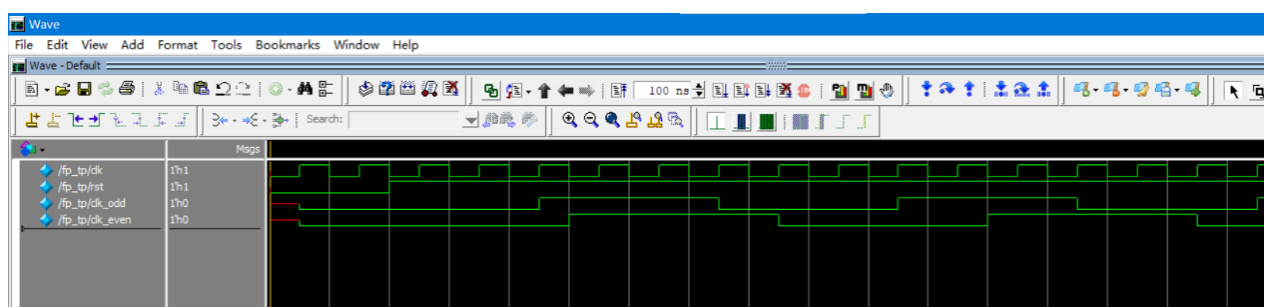 Wave
File Edit View Add Format Tools Bookmarks Window Help
Wave - Default
100 ns
Search:
Msgs
/fp_tp/clk 1'h1
/fp_tp/rst 1'h1
/fp_tp/clk_odd 1'h0
/fp_tp/clk_even 1'h0